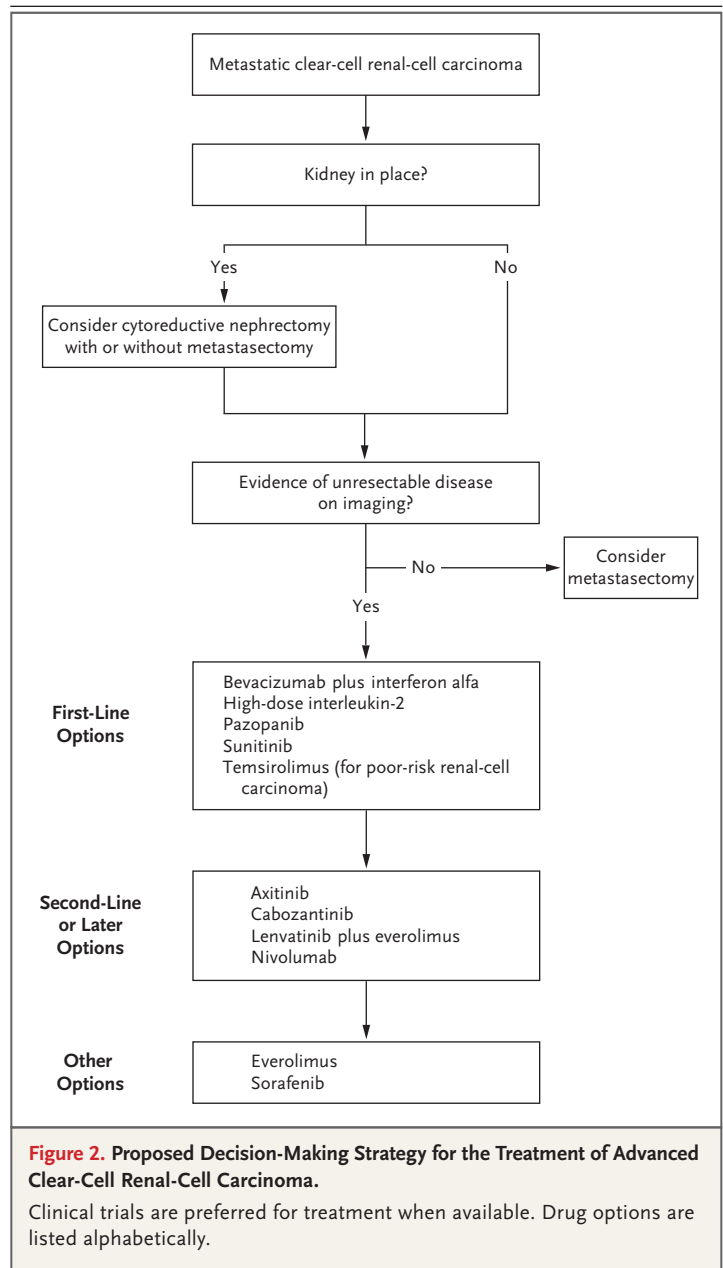 Metastatic clear-cell renal-cell carcinoma
Kidney in place?
Yes
No
Consider cytoreductive nephrectomy
with or without metastasectomy
Evidence of unresectable disease
on imaging?
No
Consider
metastasectomy
Yes
First-Line
Options
Bevacizumab plus interferon alfa
High-dose interleukin-2
Pazopanib
Sunitinib
Temsirolimus (for poor-risk renal-cell
carcinoma)
Second-Line
or Later
Options
Axitinib
Cabozantinib
Lenvatinib plus everolimus
Nivolumab
Other
Options
Everolimus
Sorafenib
Figure 2. Proposed Decision-Making Strategy for the Treatment of Advanced
Clear-Cell Renal-Cell Carcinoma.
Clinical trials are preferred for treatment when available. Drug options are
listed alphabetically.